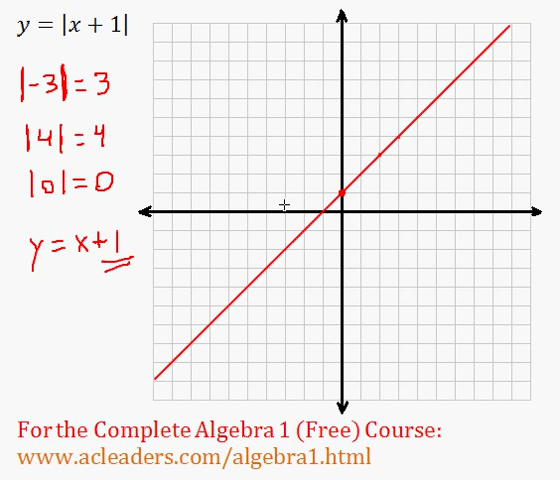 y = |x + 1|
|-3| = 3
|4| = 4
|0| = 0
y = x + 1
For the Complete Algebra 1 (Free) Course:
www.acleaders.com/algebra1.html